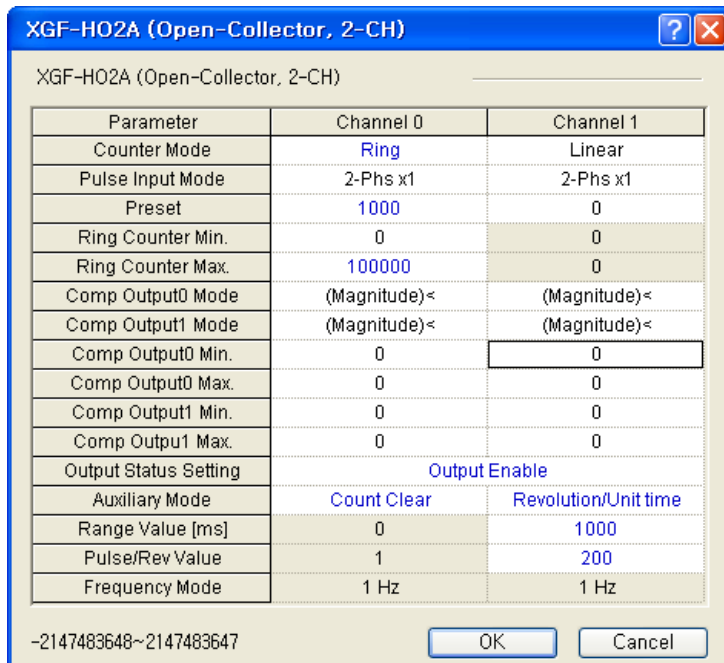 XGF-HO2A (Open-Collector, 2-CH)
XGF-HO2A (Open-Collector, 2-CH)
Parameter Channel 0 Channel 1
Counter Mode Ring Linear
Pulse Input Mode 2-Phs x1 2-Phs x1
Preset 1000 0
Ring Counter Min. 0 0
Ring Counter Max. 100000 0
Comp Output0 Mode (Magnitude)< (Magnitude)<
Comp Output1 Mode (Magnitude)< (Magnitude)<
Comp Output0 Min. 0 0
Comp Output0 Max. 0 0
Comp Output1 Min. 0 0
Comp Outpu1 Max. 0 0
Output Status Setting Output Enable
Auxiliary Mode Count Clear Revolution/Unit time
Range Value [ms] 0 1000
Pulse/Rev Value 1 200
Frequency Mode 1 Hz 1 Hz
-2147483648~2147483647 OK Cancel